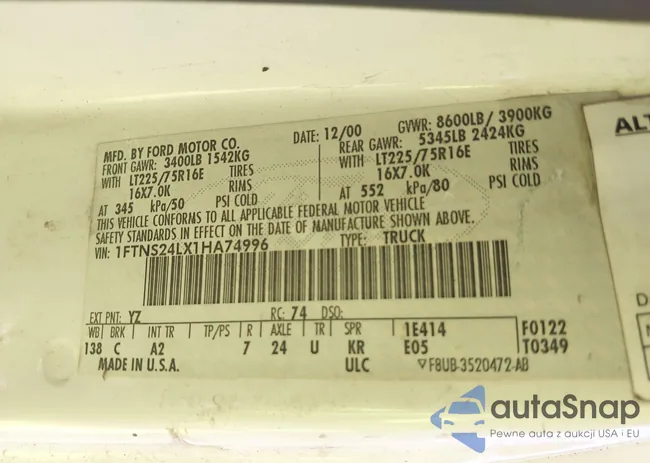 MFD. BY FORD MOTOR CO.
DATE: 12/00
GVWR: 8600LB/ 3900KG
FRONT GAWR: 3400LB 1542KG
REAR GAWR: 5345LB 2424KG
WITH LT225/75R16E TIRES
WITH LT225/75R16E TIRES
16X7.0K RIMS
16X7.0K RIMS
AT 345 kPa/50 PSI COLD
AT 552 kPa/80 PSI COLD
THIS VEHICLE CONFORMS TO ALL APPLICABLE FEDERAL MOTOR VEHICLE
SAFETY STANDARDS IN EFFECT ON THE DATE OF MANUFACTURE SHOWN ABOVE.
VIN: 1FTNS24LX1HA74996
TYPE: TRUCK
EXT PNT: YZ RC: 74 DSO:
WB BRK INT TR TP/PS R AXLE TR SPR 1E414 F0122
138 C A2 7 24 U KR E05 T0349
MADE IN U.S.A. ULC ▽F8UB-3520472-AB
ALT
D
autaSnap
Pewne auta z aukcji USA i EU